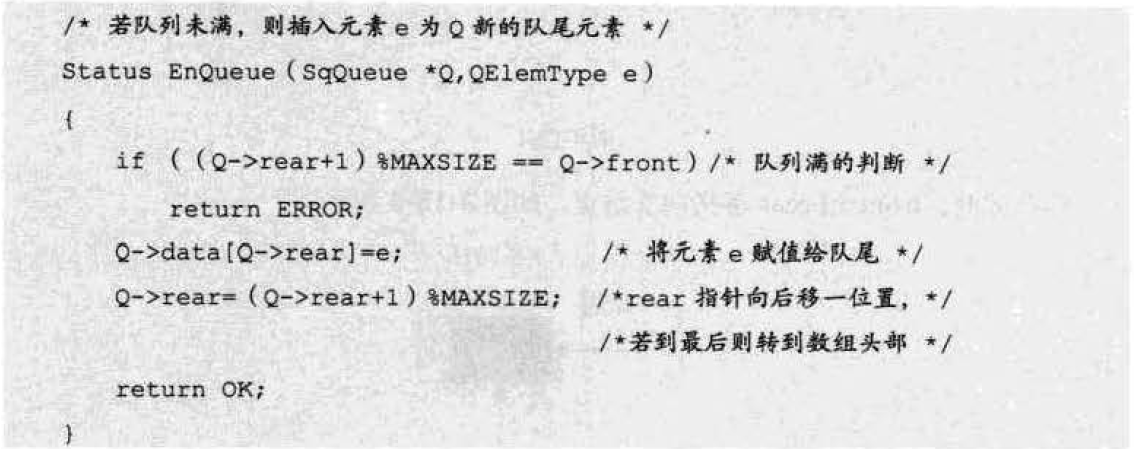 /* 若队列未满，则插入元素 e 为 Q 新的队尾元素 */
Status EnQueue(SqQueue *Q,QElemType e)
{
if ((Q->rear+1)%MAXSIZE == Q->front)/* 队列满的判断 */
return ERROR;
Q->data[Q->rear]=e; /* 将元素 e 赋值给队尾 */
Q->rear=(Q->rear+1)%MAXSIZE; /*rear 指针向后移一位置，*/
/*若到最后则转到数组头部 */
return OK;
}